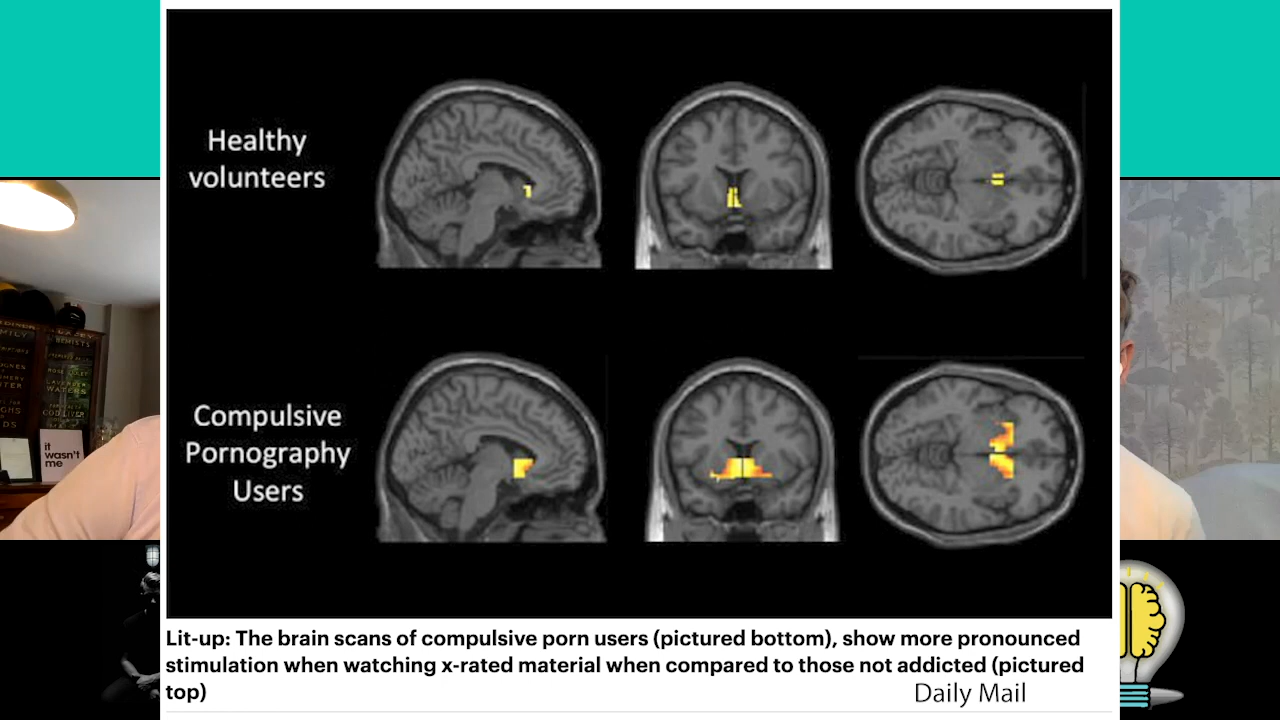 Healthy
volunteers
Compulsive
Pornography
Users
Lit-up: The brain scans of compulsive porn users (pictured bottom), show more pronounced
stimulation when watching x-rated material when compared to those not addicted (pictured
top)
Daily Mail
it
wasn't
me